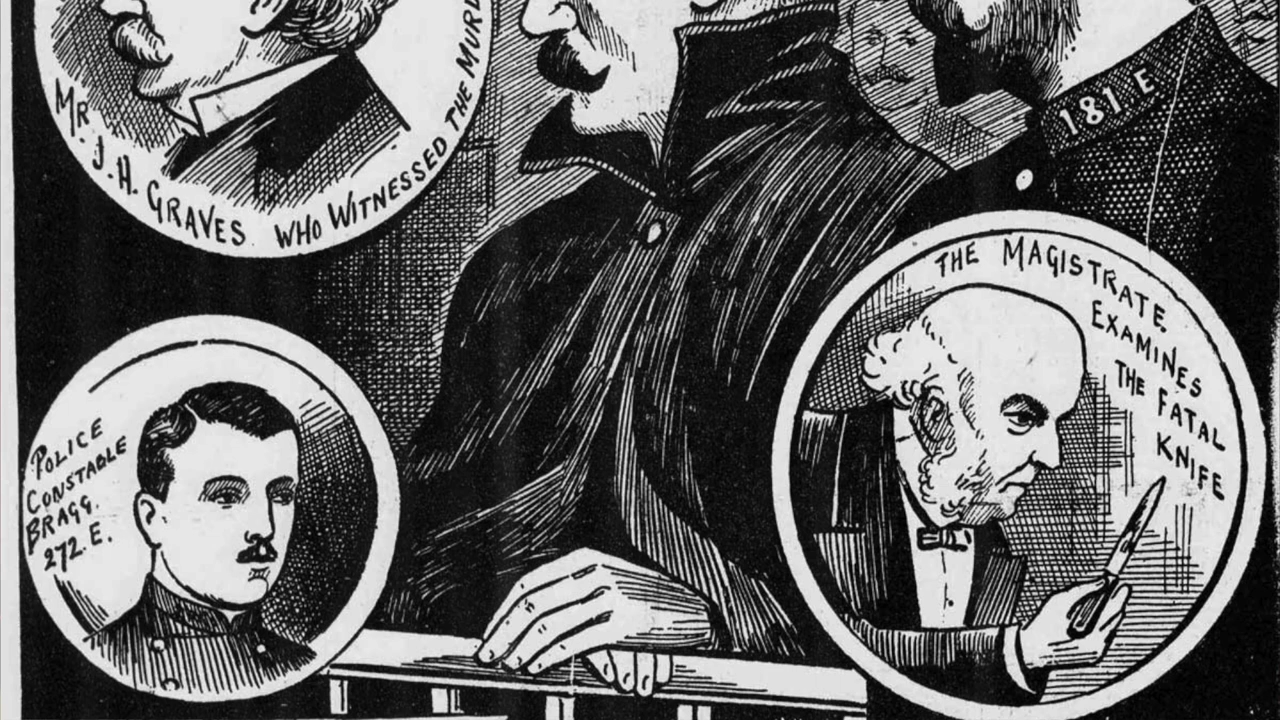 MR. J. H. GRAVES WHO WITNESSED THE MURD
181 E
THE MAGISTRATE.
EXAMINES
THE FATAL
KNIFE
POLICE
CONSTABLE
BRAGG.
272. E.